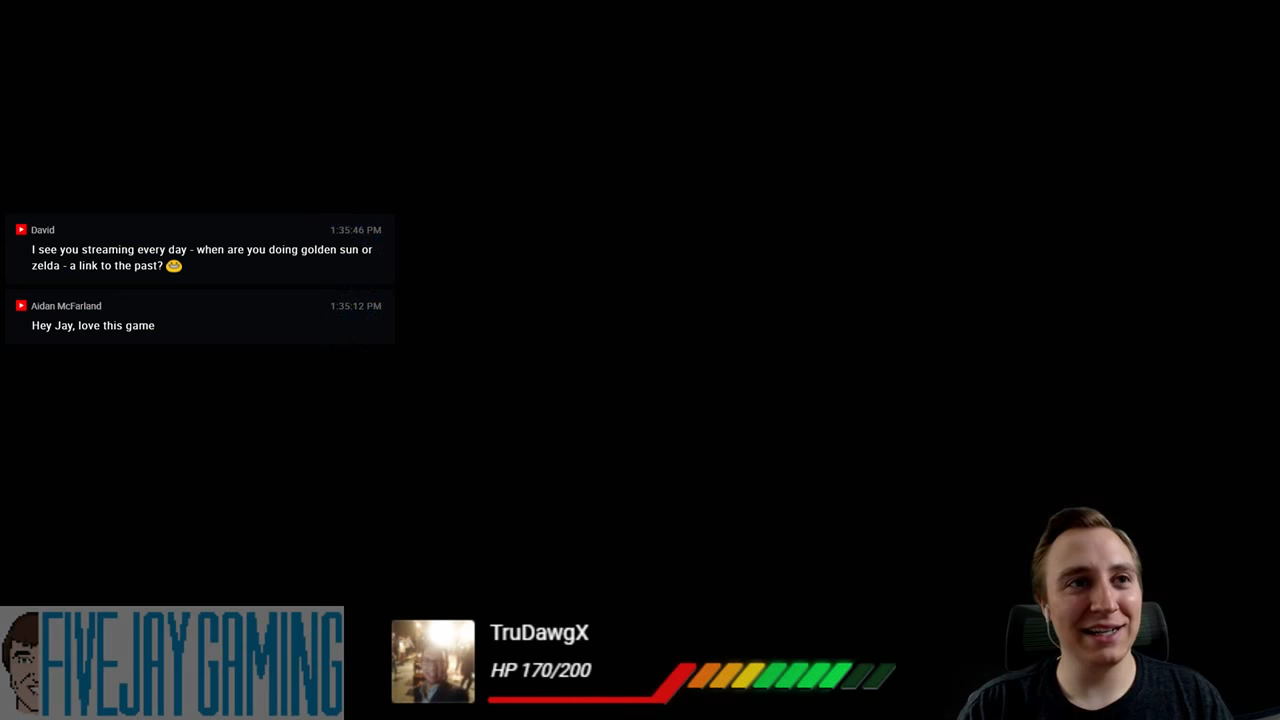 David
1:35:46 PM
I see you streaming every day - when are you doing golden sun or
zelda - a link to the past? 😂
Aidan McFarland
1:35:12 PM
Hey Jay, love this game
FIVEJAY GAMING
TruDawgX
HP 170/200